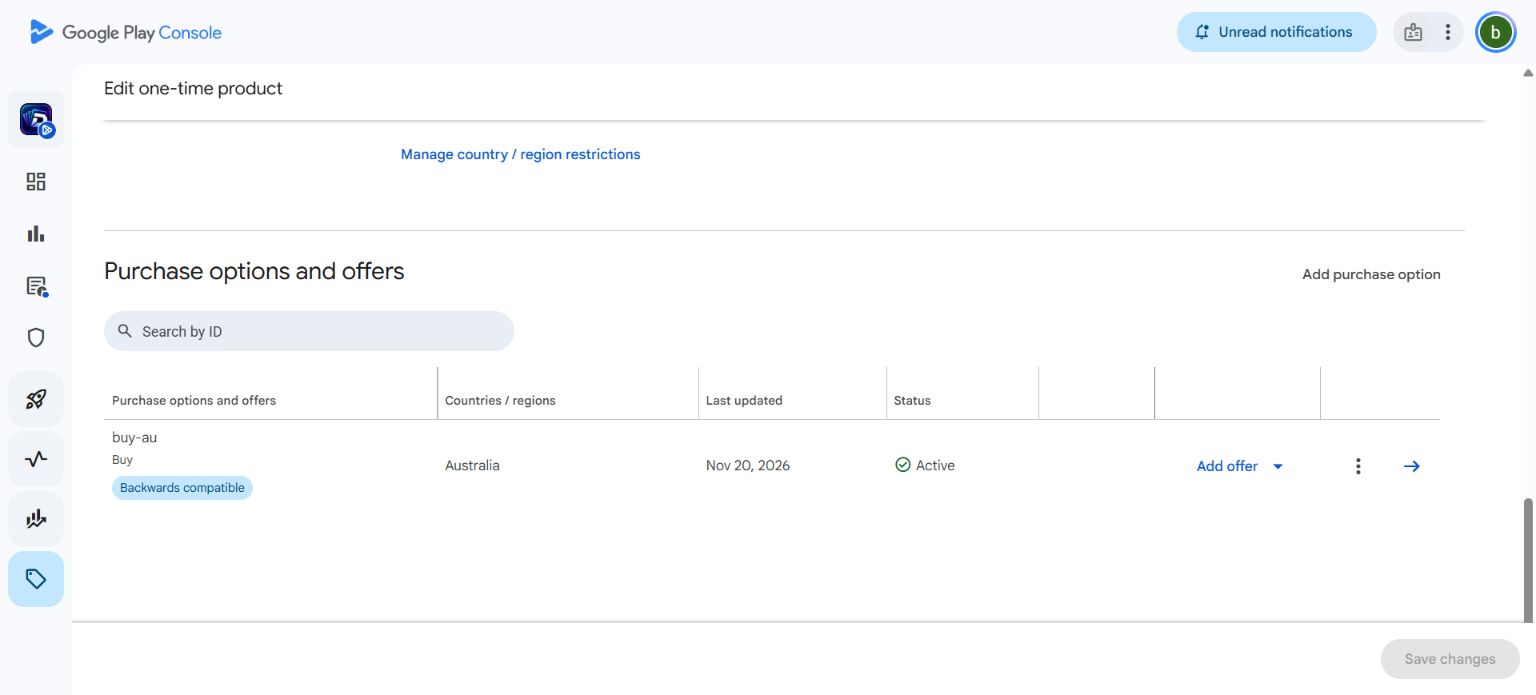 Google Play Console
Unread notifications
b
Edit one-time product
Manage country / region restrictions
Purchase options and offers
Add purchase option
Search by ID
Purchase options and offers
Countries / regions
Last updated
Status
buy-au
Buy
Backwards compatible
Australia
Nov 20, 2026
Active
Add offer
Save changes